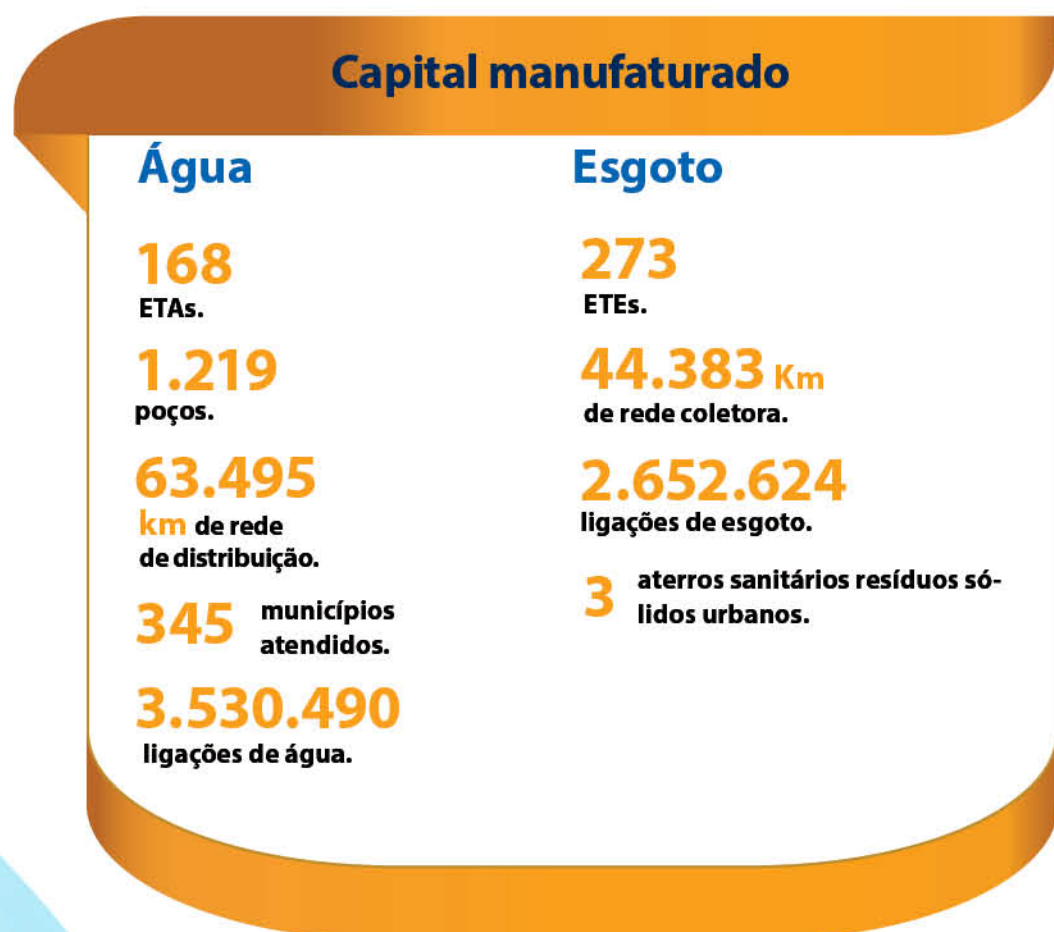 Capital manufaturado
Água
168
ETAs.
1.219
poços.
63.495
km de rede
de distribuição.
345 municípios
atendidos.
3.530.490
ligações de água.
Esgoto
273
ETEs.
44.383 Km
de rede coletora.
2.652.624
ligações de esgoto.
3 aterros sanitários resíduos só-
lidos urbanos.